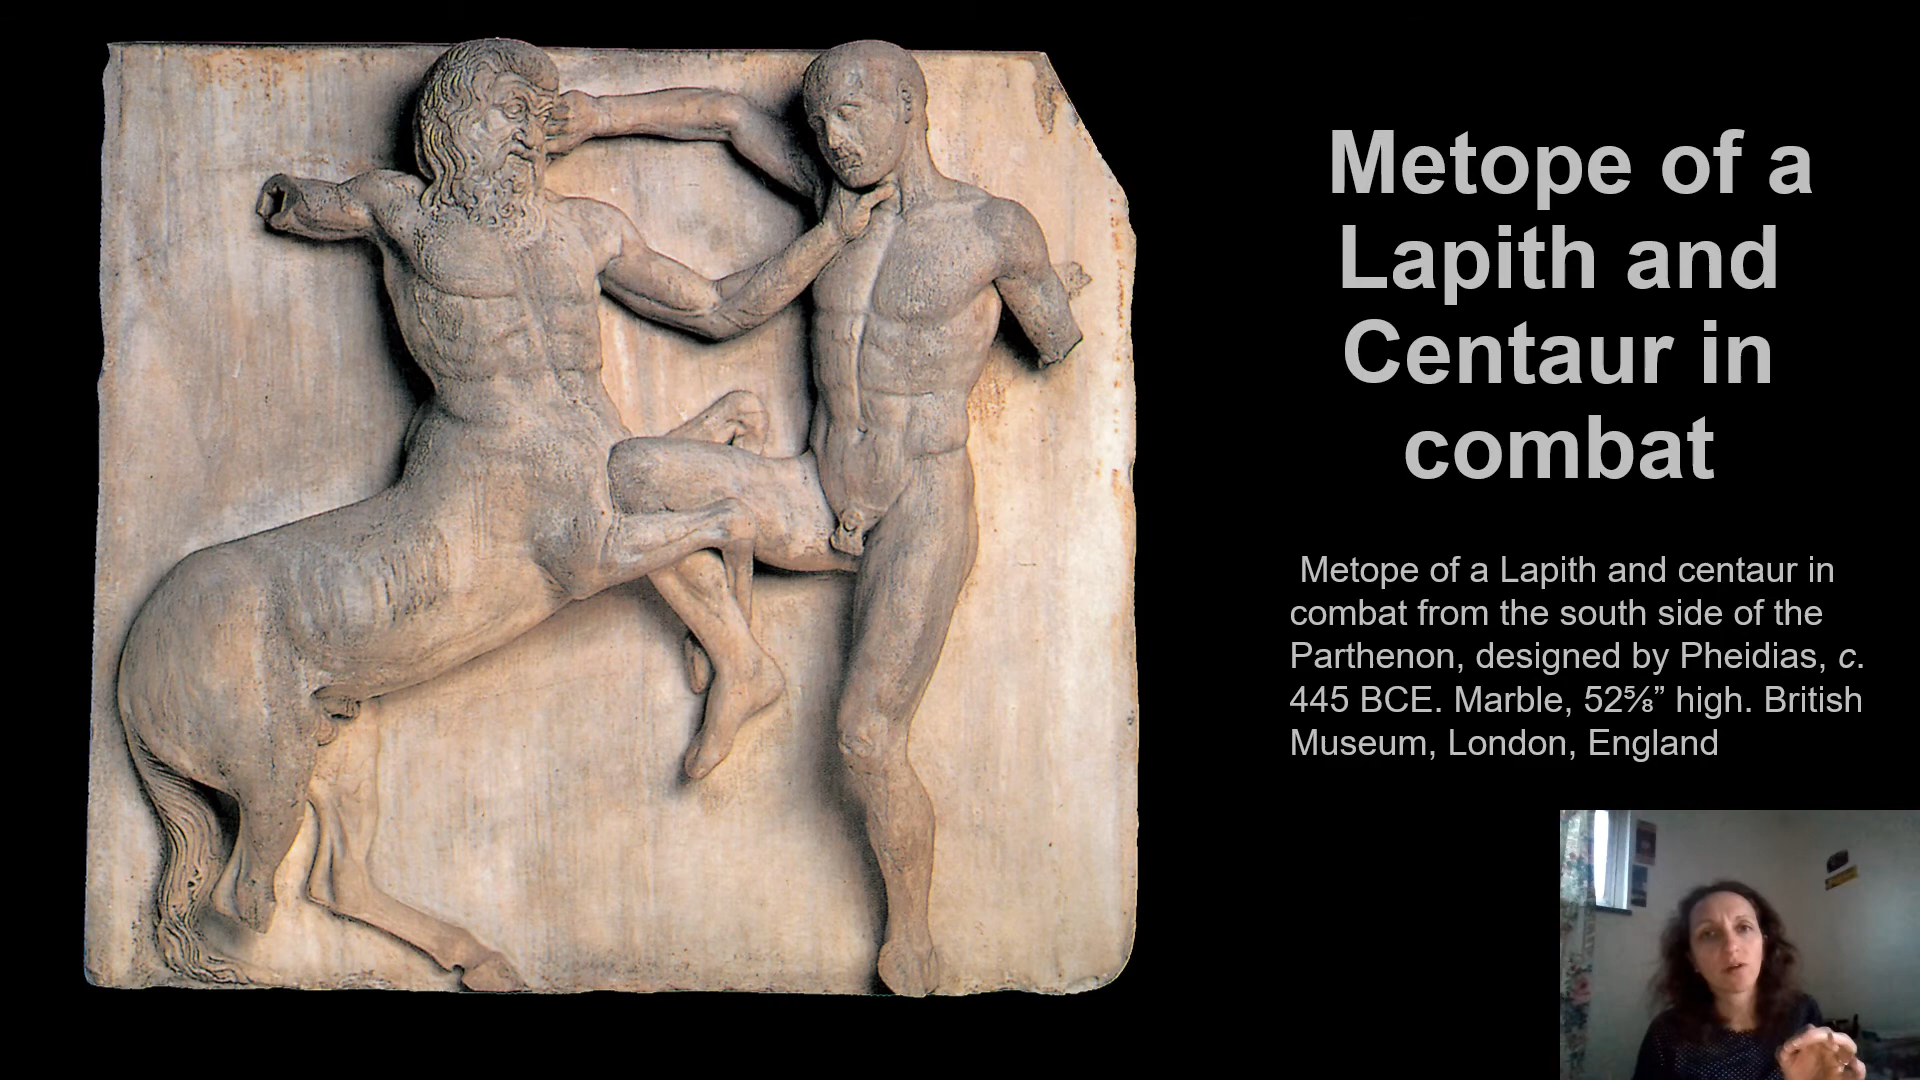 Metope of a
Lapith and
Centaur in
combat
Metope of a Lapith and centaur in
combat from the south side of the
Parthenon, designed by Pheidias, c.
445 BCE. Marble, 52⅝” high. British
Museum, London, England